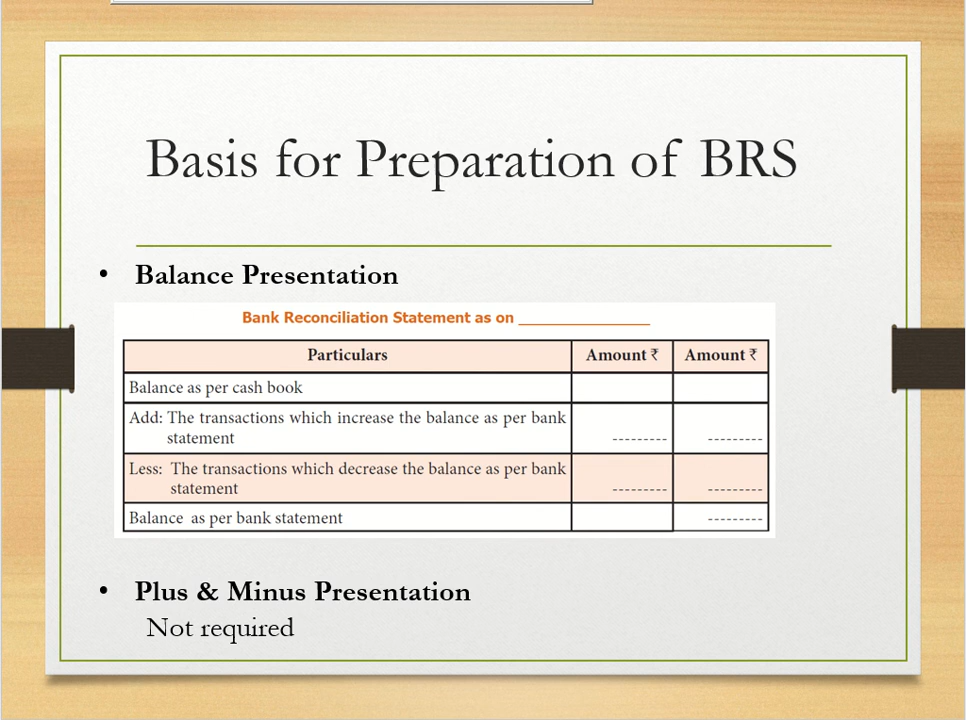 Basis for Preparation of BRS
• Balance Presentation
Bank Reconciliation Statement as on ________________
Particulars Amount ₹ Amount ₹
Balance as per cash book
Add: The transactions which increase the balance as per bank
statement --------- ---------
Less: The transactions which decrease the balance as per bank
statement --------- ---------
Balance as per bank statement ---------
• Plus & Minus Presentation
Not required